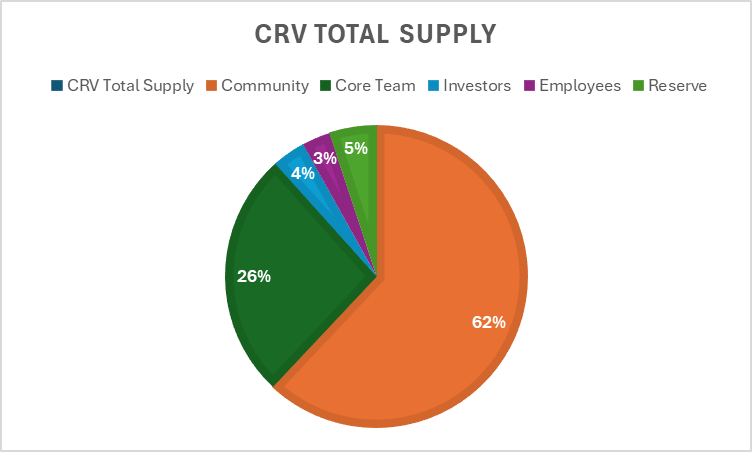 CRV TOTAL SUPPLY
CRV Total Supply Community Core Team Investors Employees Reserve
5%
3%
4%
26%
62%